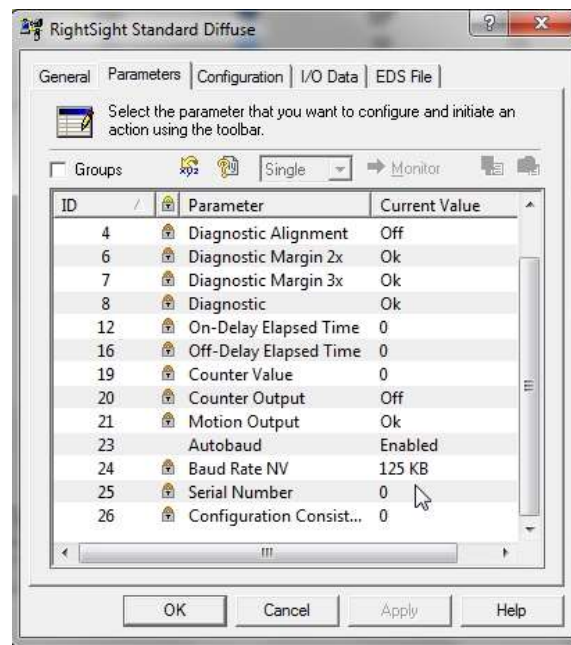 RightSight Standard Diffuse
General Parameters Configuration I/O Data EDS File
Select the parameter that you want to configure and initiate an
action using the toolbar.
Groups Single Monitor
ID Parameter Current Value
4 Diagnostic Alignment Off
6 Diagnostic Margin 2x Ok
7 Diagnostic Margin 3x Ok
8 Diagnostic Ok
12 On-Delay Elapsed Time 0
16 Off-Delay Elapsed Time 0
19 Counter Value 0
20 Counter Output Off
21 Motion Output Ok
23 Autobaud Enabled
24 Baud Rate NV 125 KB
25 Serial Number 0
26 Configuration Consist... 0
OK Cancel Apply Help